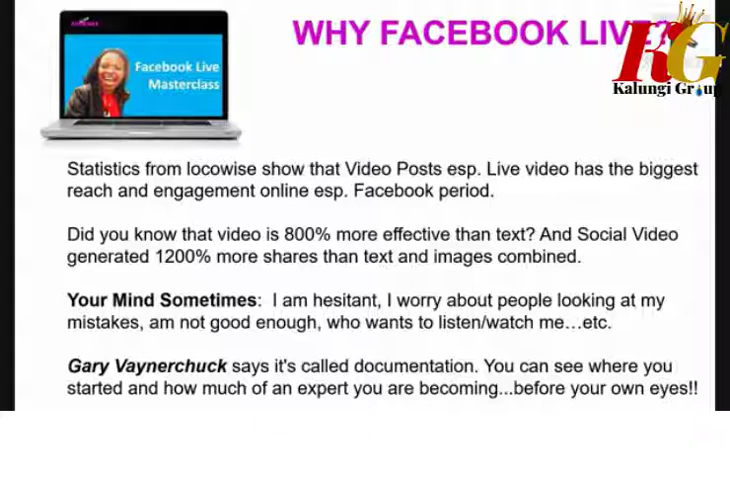 WHY FACEBOOK LIVE?
KG
Kalungi Group
Facebook Live
Masterclass
Statistics from locowise show that Video Posts esp. Live video has the biggest
reach and engagement online esp. Facebook period.
Did you know that video is 800% more effective than text? And Social Video
generated 1200% more shares than text and images combined.
Your Mind Sometimes:  I am hesitant, I worry about people looking at my
mistakes, am not good enough, who wants to listen/watch me…etc.
Gary Vaynerchuck says it's called documentation. You can see where you
started and how much of an expert you are becoming...before your own eyes!!